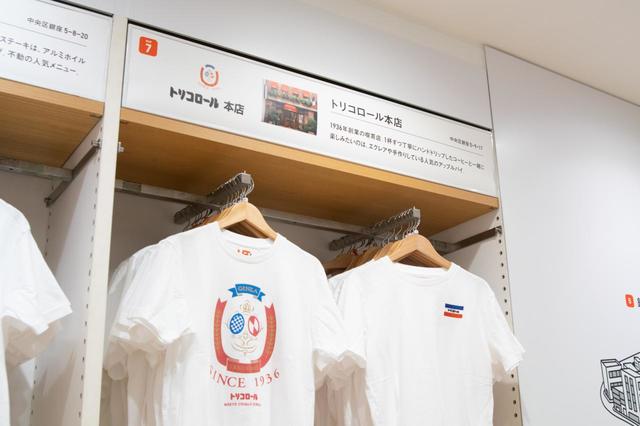 中央区銀座 5-8-20
ステーキは、アルミホイル
不動の人気メニュー。
7
トリコロール 本店
トリコロール本店
中央区銀座 5-9-17
1936年創業の喫茶店。1杯ずつ丁寧にハンドドリップしたコーヒーと一緒に
楽しみたいのは、エクレアや手作りしている人気のアップルパイ
GINZA
SINCE 1936
トリコロール